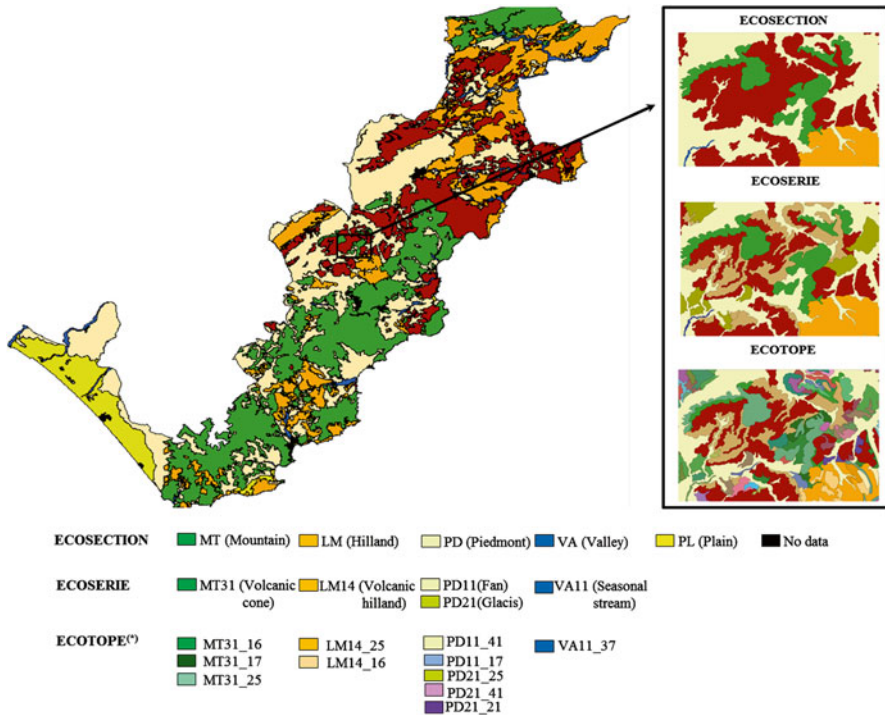 ECOSECTION
ECOSERIE
ECOTOPE
ECOSECTION MT (Mountain) LM (Hilland) PD (Piedmont) VA (Valley) PL (Plain) No data
ECOSERIE MT31 (Volcanic cone) LM14 (Volcanic hilland) PD11(Fan) VA11 (Seasonal stream)
PD21(Glacis)
ECOTOPE(*) MT31_16 LM14_25 PD11_41 VA11_37
MT31_17 LM14_16 PD11_17
MT31_25 PD21_25
PD21_41
PD21_21